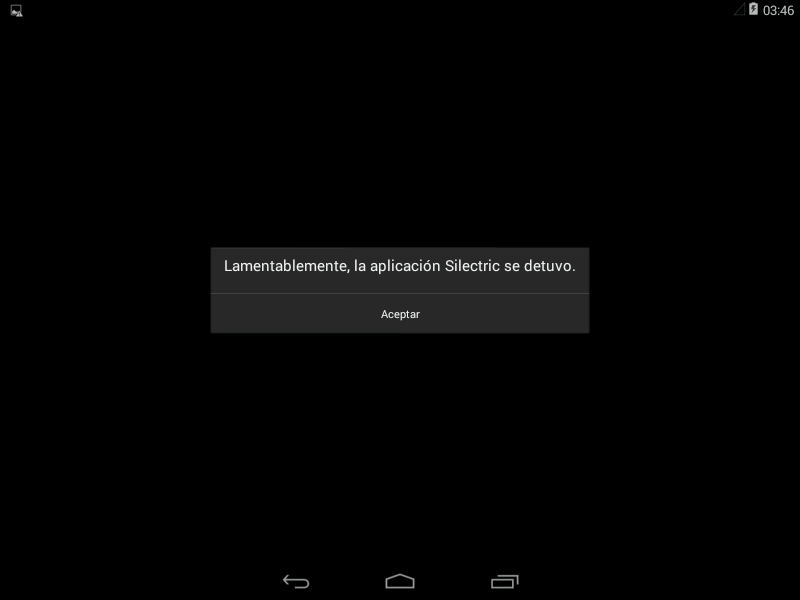 03:46
Lamentablemente, la aplicación Silectric se detuvo.
Aceptar